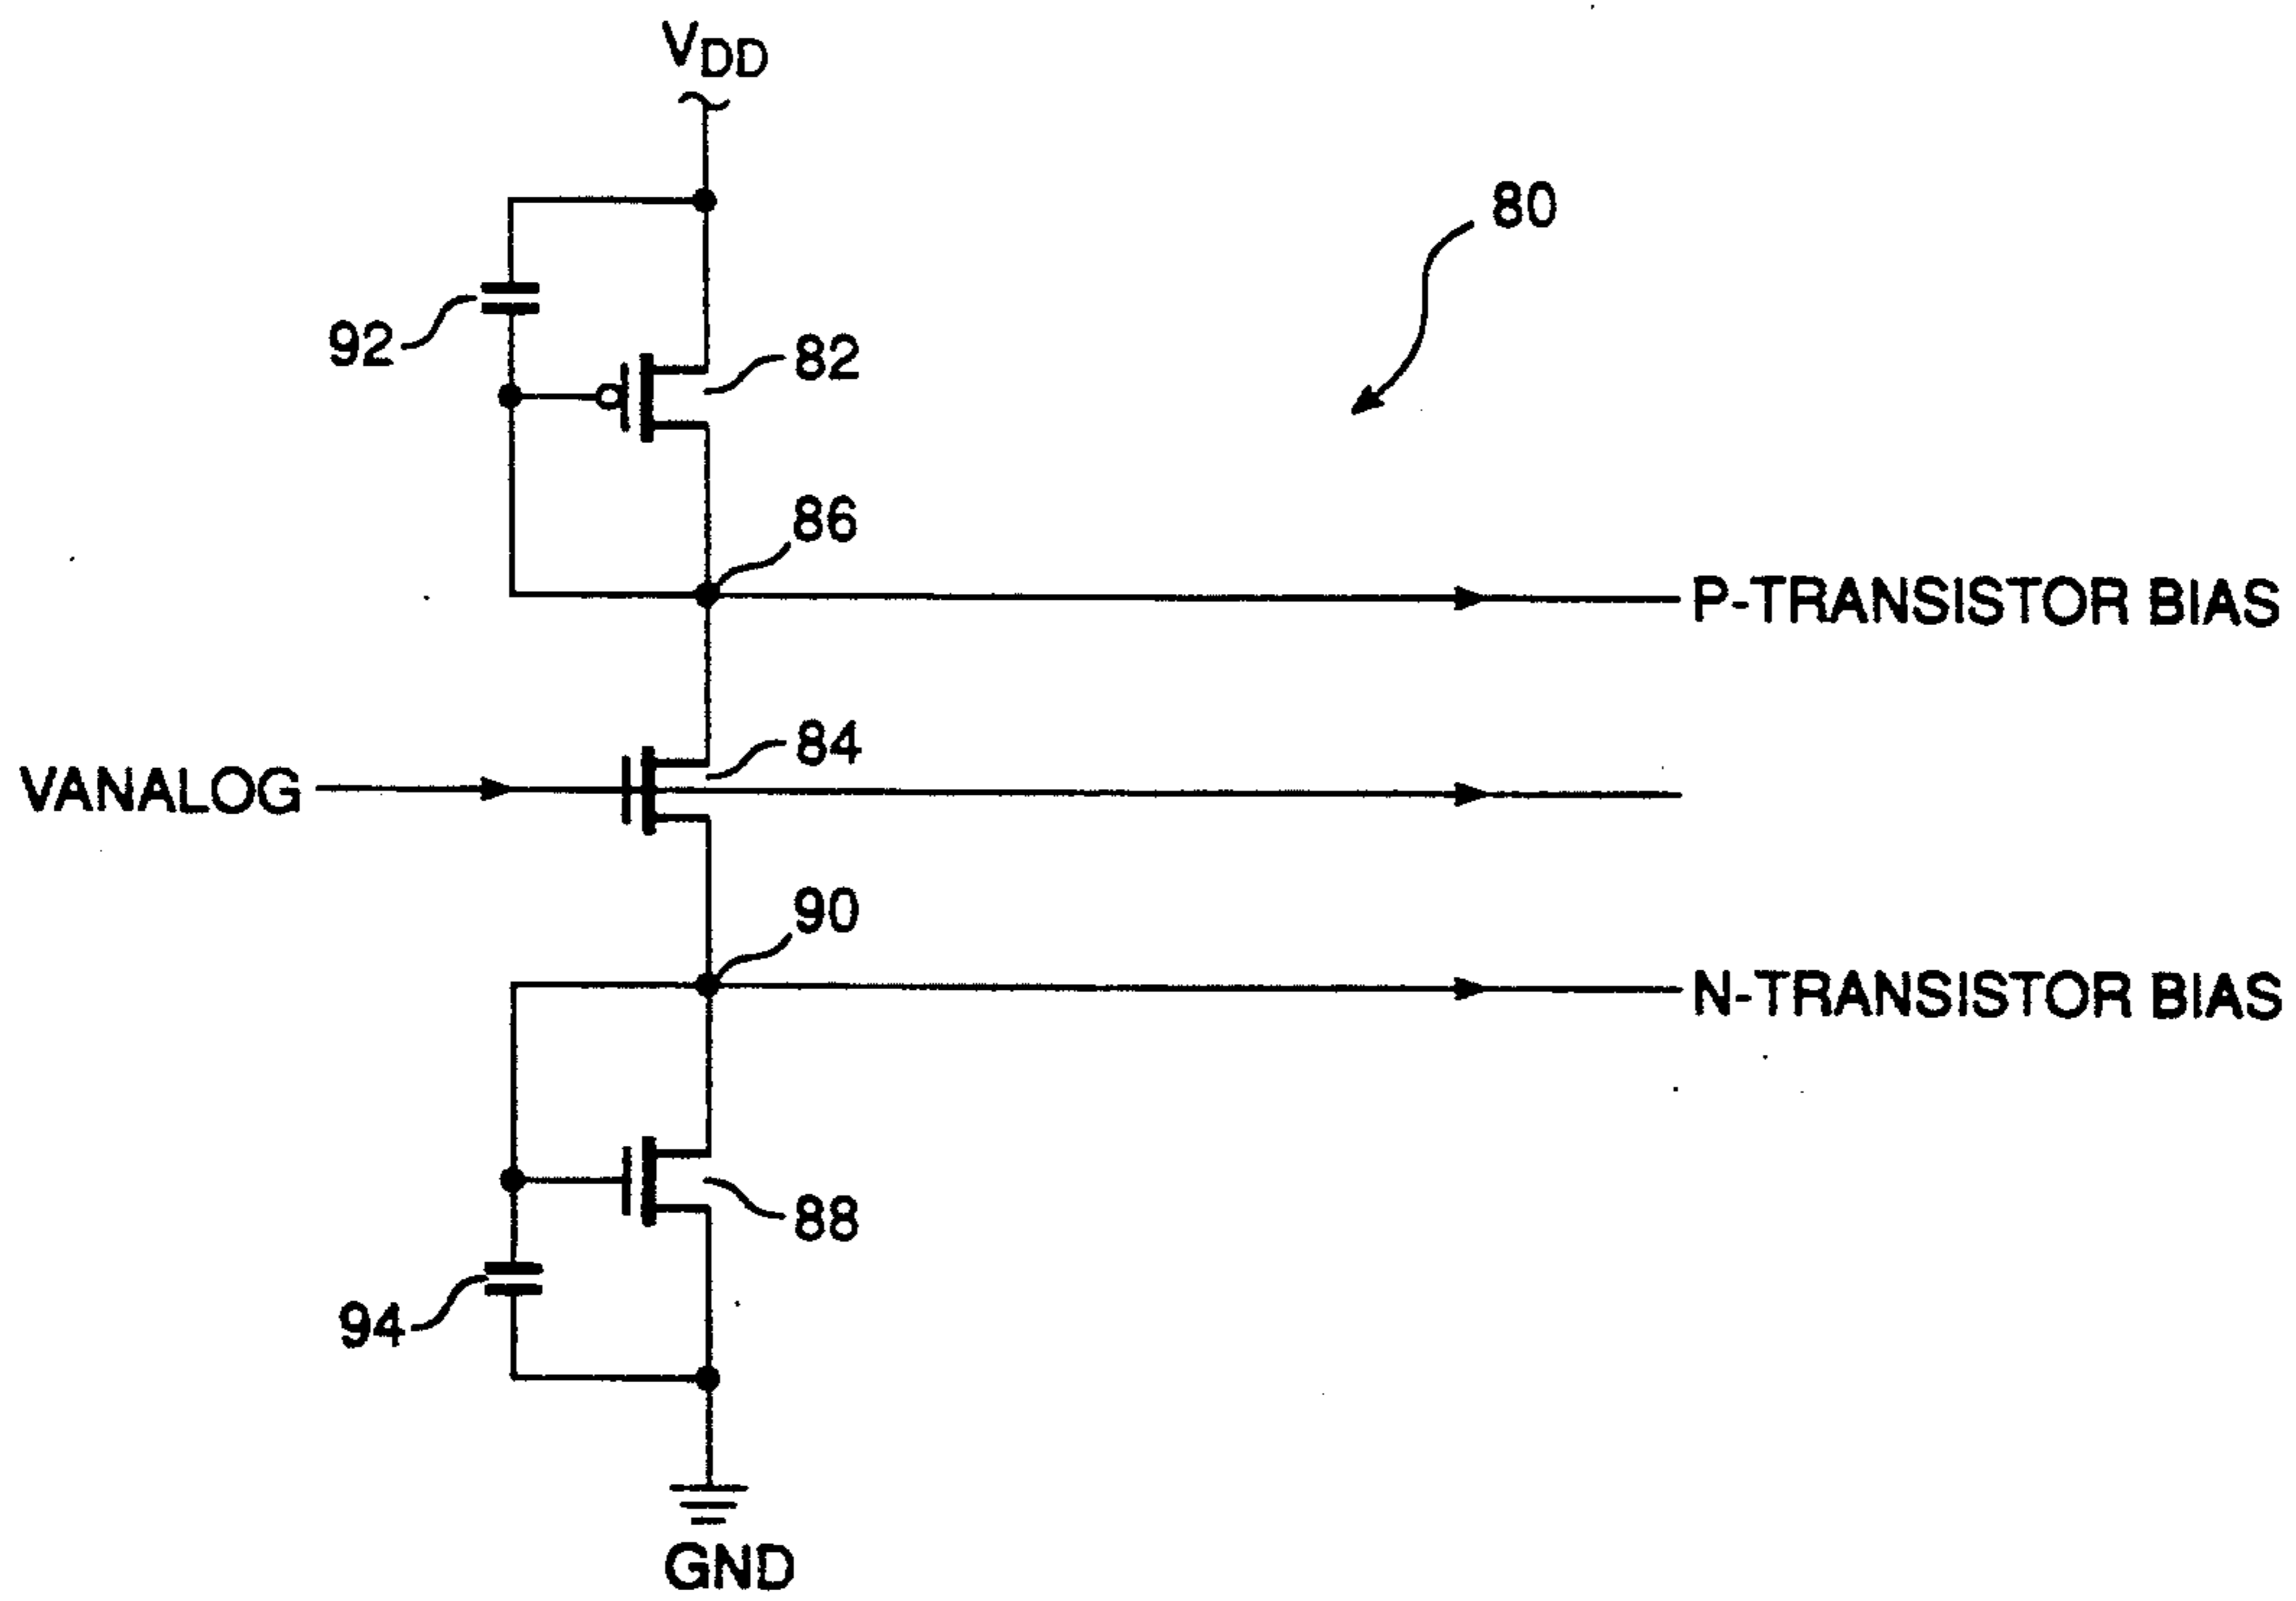 VDD
80
92
82
86
P-TRANSISTOR BIAS
84
VANALOG
90
N-TRANSISTOR BIAS
88
94
GND